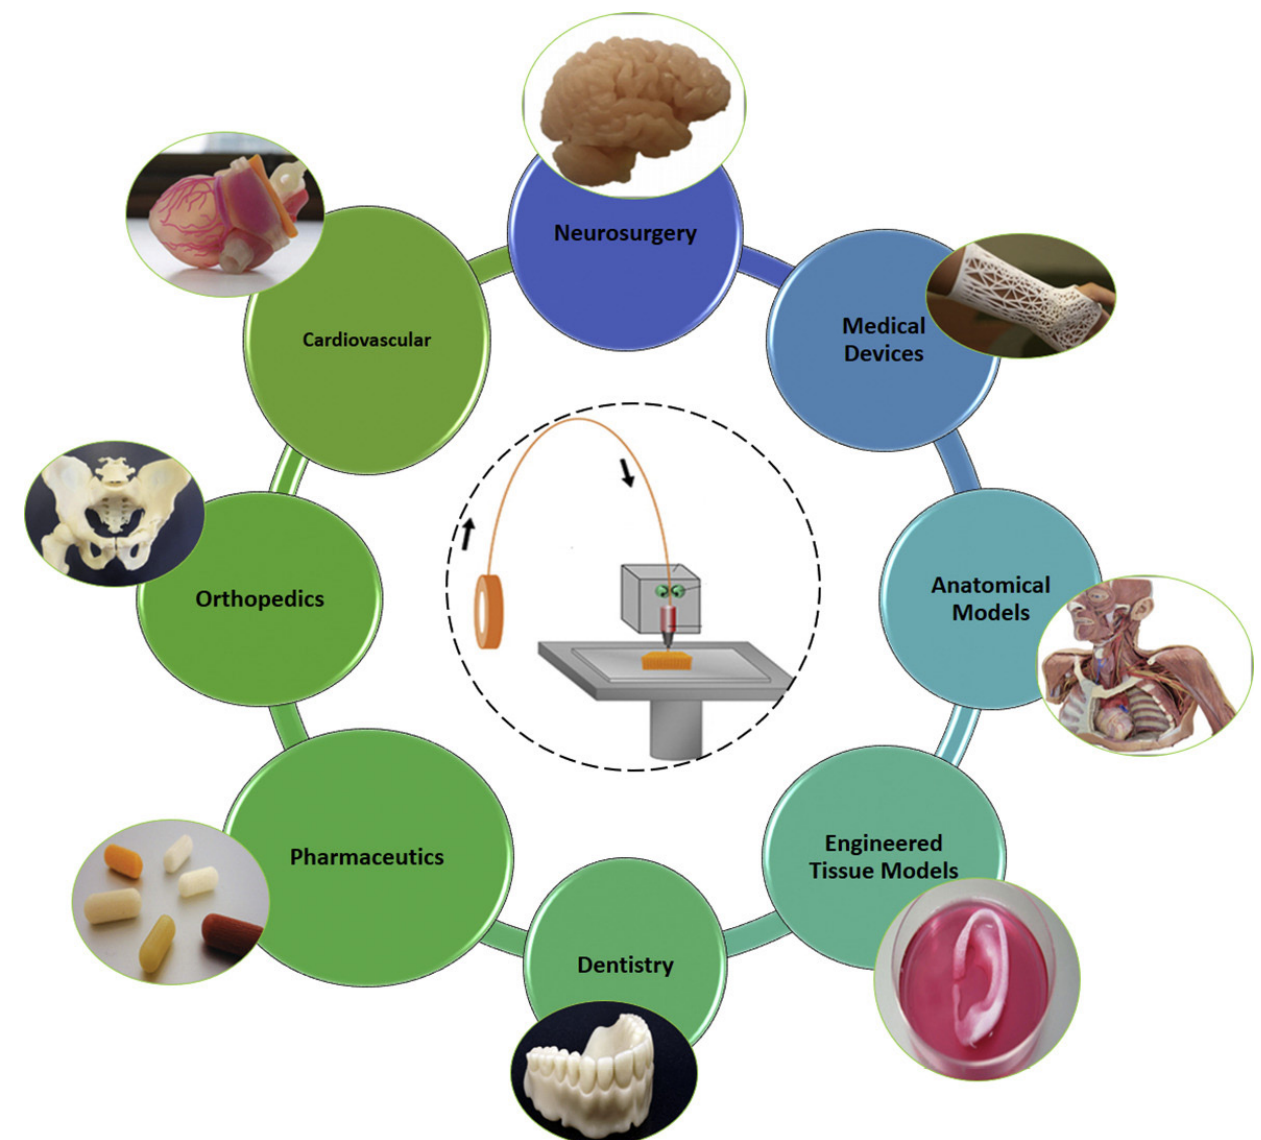 Neurosurgery
Medical
Devices
Anatomical
Models
Engineered
Tissue Models
Dentistry
Pharmaceutics
Orthopedics
Cardiovascular